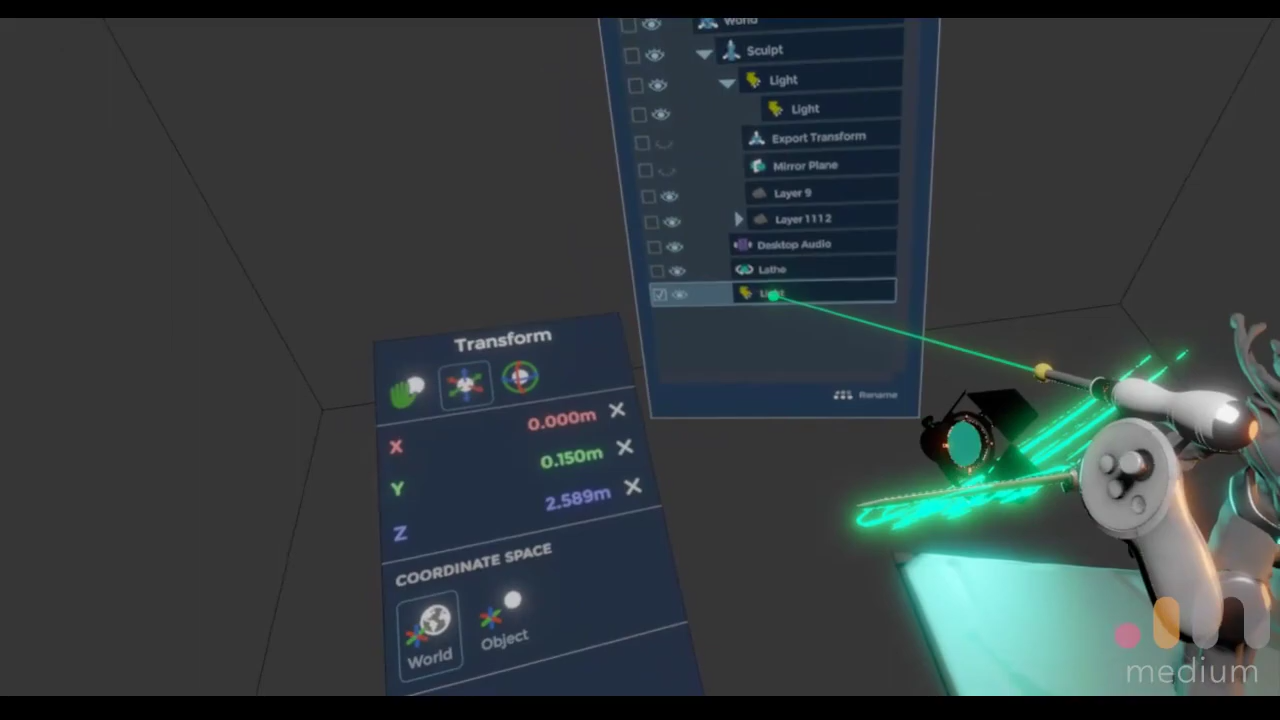 World
Sculpt
Light
Light
Export Transform
Mirror Plane
Layer 9
Layer 1112
Desktop Audio
Lathe
Light
Rename
Transform
X 0.000m X
Y 0.150m X
Z 2.589m X
COORDINATE SPACE
World Object
medium